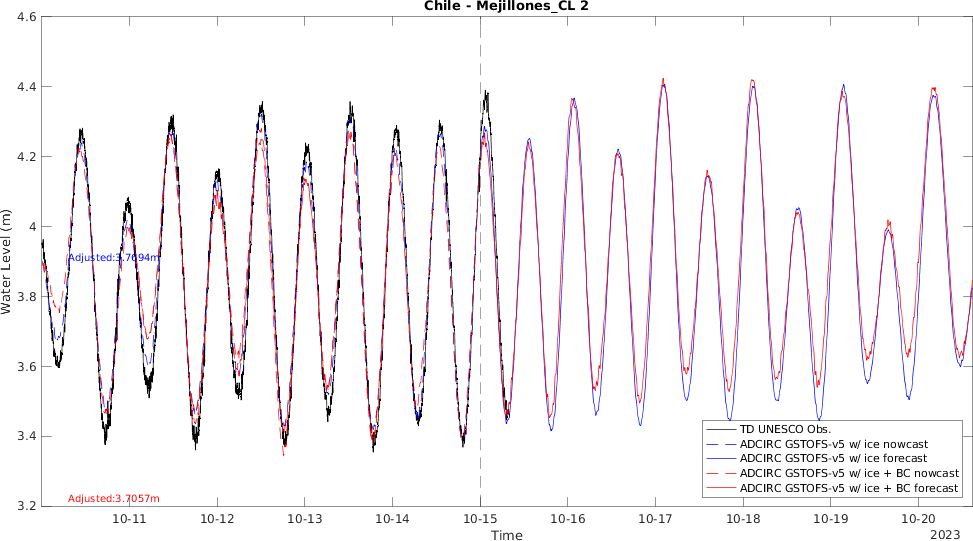 Chile - Mejillones_CL 2
4.6
4.4
4.2
4
3.8
3.6
3.4
3.2
Water Level (m)
Adjusted:3.7694m
Adjusted:3.7057m
TD UNESCO Obs.
ADCIRC GSTOFS-v5 w/ ice nowcast
ADCIRC GSTOFS-v5 w/ ice forecast
ADCIRC GSTOFS-v5 w/ ice + BC nowcast
ADCIRC GSTOFS-v5 w/ ice + BC forecast
10-11 10-12 10-13 10-14 10-15 10-16 10-17 10-18 10-19 10-20
Time
2023